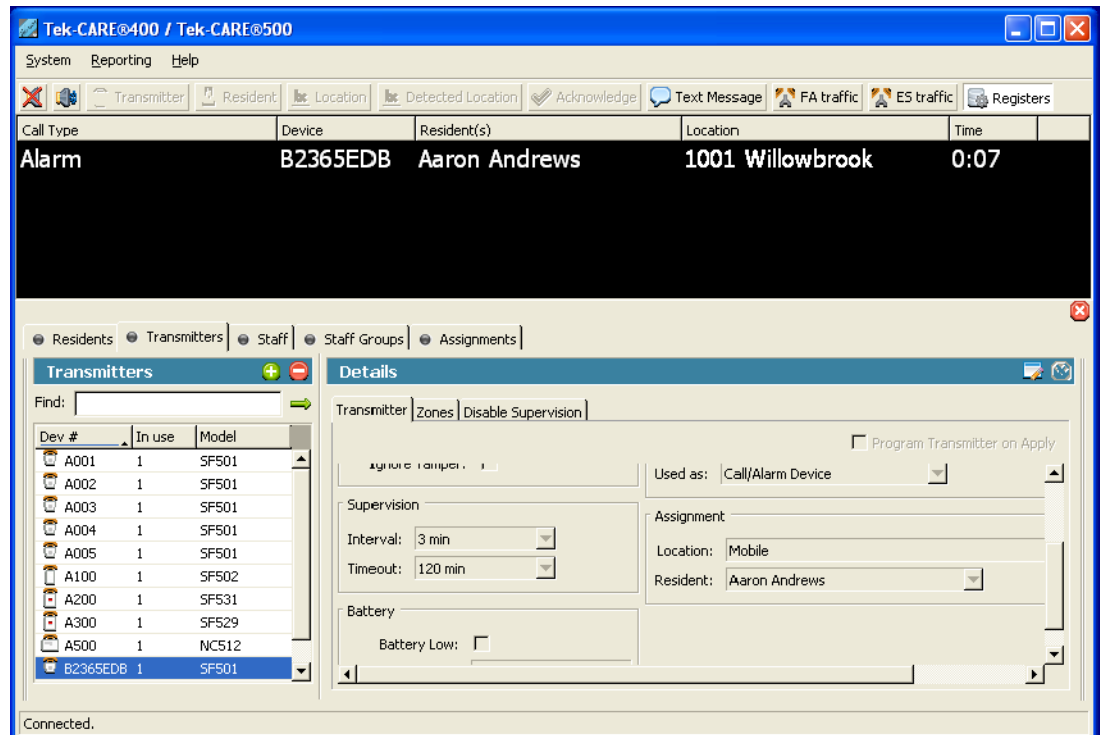 Tek-CARE®400 / Tek-CARE®500
System Reporting Help
Transmitter Resident Location Detected Location Acknowledge Text Message FA traffic ES traffic Registers
Call Type Device Resident(s) Location Time
Alarm B2365EDB Aaron Andrews 1001 Willowbrook 0:07
Residents Transmitters Staff Staff Groups Assignments
Transmitters
Find:
Dev # In use Model
A001 1 SF501
A002 1 SF501
A003 1 SF501
A004 1 SF501
A005 1 SF501
A100 1 SF502
A200 1 SF531
A300 1 SF529
A500 1 NC512
B2365EDB 1 SF501
Details
Transmitter Zones Disable Supervision
Program Transmitter on Apply
Ignore Tamper:
Used as: Call/Alarm Device
Supervision
Interval: 3 min
Timeout: 120 min
Assignment
Location: Mobile
Resident: Aaron Andrews
Battery
Battery Low:
Connected.